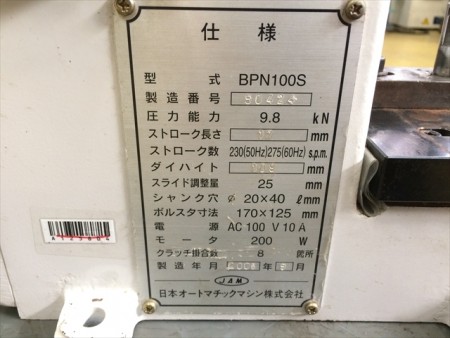 仕様
型式 BPN100S
製造番号
圧力能力 9.8 kN
ストローク長さ mm
ストローク数 230(50Hz)275(60Hz) s.p.m.
ダイハイト mm
スライド調整量 25 mm
シャンク穴 φ20×40ℓmm
ボルスタ寸法 170×125 mm
電源 AC 100 V 10 A
モータ 200 W
クラッチ掛合数 8 箇所
製造年月 年 月
JAM
日本オートマチックマシン株式会社